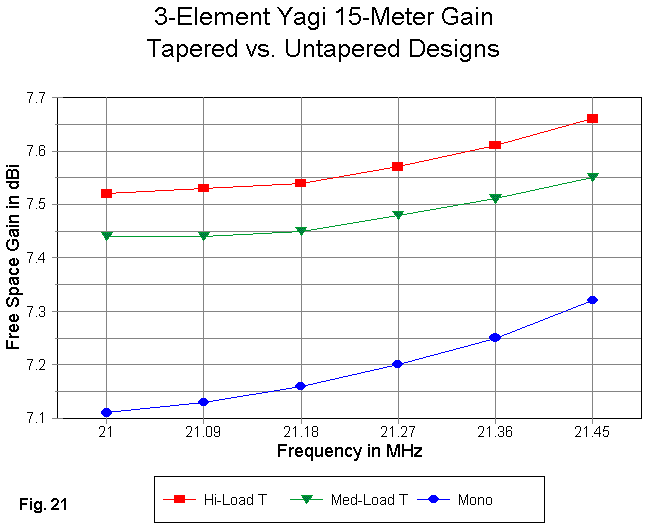 3-Element Yagi 15-Meter Gain
Tapered vs. Untapered Designs
Free Space Gain in dBi
7.7
7.6
7.5
7.4
7.3
7.2
7.1
21 21.09 21.18 21.27 21.36 21.45
Frequency in MHz
Fig. 21
Hi-Load T Med-Load T Mono